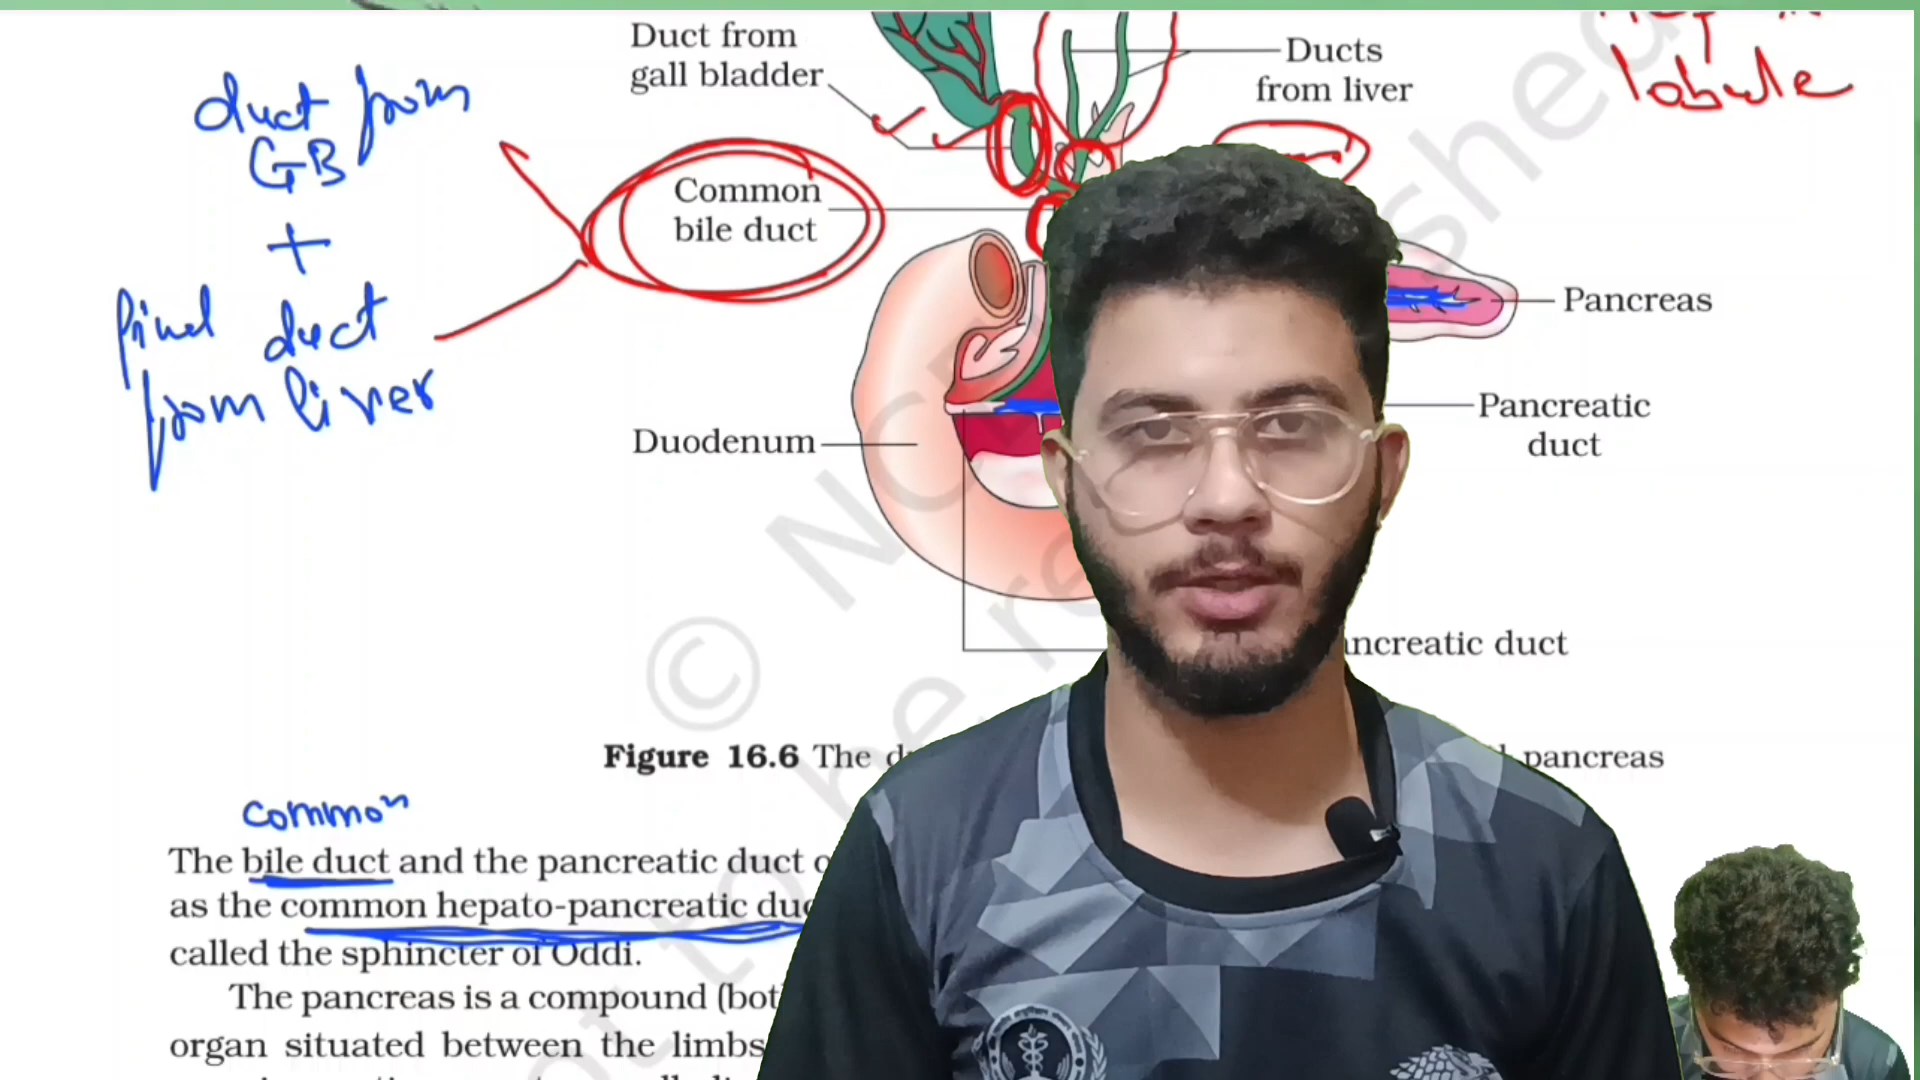 Duct from
gall bladder
Ducts
from liver
lobule
duct from
GB
+
final duct
from liver
Common
bile duct
Pancreas
Pancreatic
duct
Duodenum
ncreatic duct
Figure 16.6 The d
pancreas
common
The bile duct and the pancreatic duct o
as the common hepato-pancreatic duc
called the sphincter of Oddi.
The pancreas is a compound (bot
organ situated between the limbs
© NC